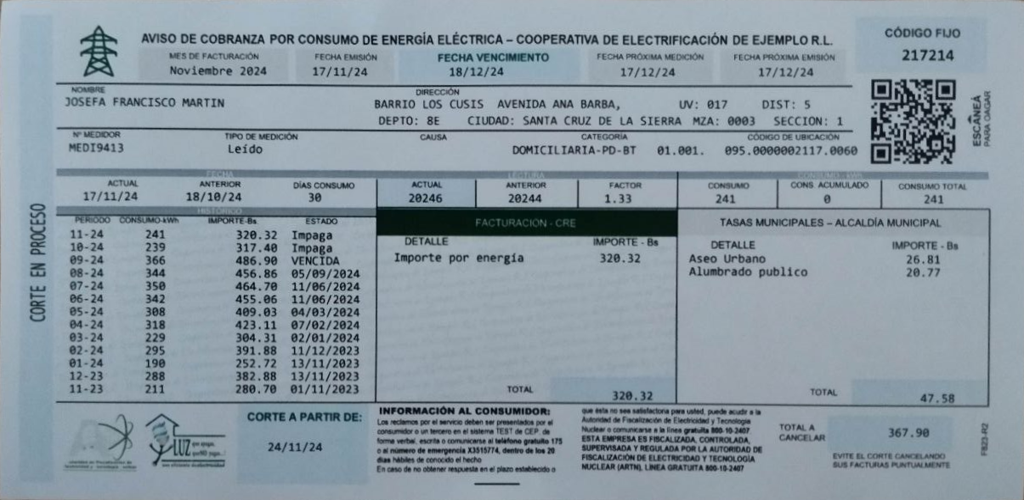 AVISO DE COBRANZA POR CONSUMO DE ENERGÍA ELÉCTRICA – COOPERATIVA DE ELECTRIFICACIÓN DE EJEMPLO R.L.
CÓDIGO FIJO
217214
MES DE FACTURACIÓN FECHA EMISIÓN FECHA VENCIMIENTO FECHA PRÓXIMA MEDICIÓN FECHA PRÓXIMA EMISIÓN
Noviembre 2024 17/11/24 18/12/24 17/12/24 17/12/24
NOMBRE DIRECCIÓN
JOSEFA FRANCISCO MARTIN BARRIO LOS CUSIS AVENIDA ANA BARBA, UV: 017 DIST: 5
DEPTO: 8E CIUDAD: SANTA CRUZ DE LA SIERRA MZA: 0003 SECCION: 1
ESCÂNEÁ
PARA PAGAR
Nº MEDIDOR TIPO DE MEDICIÓN CAUSA CATEGORÍA CÓDIGO DE UBICACIÓN
MEDI9413 Leído DOMICILIARIA-PD-BT 01.001. 095.0000002117.0060
FECHA LECTURA CONSUMO - kWh
ACTUAL ANTERIOR DÍAS CONSUMO ACTUAL ANTERIOR FACTOR CONSUMO CONS. ACUMULADO CONSUMO TOTAL
17/11/24 18/10/24 30 20246 20244 1.33 241 0 241
CORTE EN PROCESO
HISTÓRICO
PERIODO CONSUMO-kWh IMPORTE-Bs ESTADO
11-24 241 320.32 Impaga
10-24 239 317.40 Impaga
09-24 366 486.90 VENCIDA
08-24 344 456.86 05/09/2024
07-24 350 464.70 11/06/2024
06-24 342 455.06 11/06/2024
05-24 308 409.03 04/03/2024
04-24 318 423.11 07/02/2024
03-24 229 304.31 02/01/2024
02-24 295 391.88 11/12/2023
01-24 190 252.72 13/11/2023
12-23 288 382.88 13/11/2023
11-23 211 280.70 01/11/2023
FACTURACION - CRE
DETALLE IMPORTE - Bs
Importe por energía 320.32
TOTAL 320.32
TASAS MUNICIPALES – ALCALDÍA MUNICIPAL
DETALLE IMPORTE - Bs
Aseo Urbano 26.81
Alumbrado publico 20.77
TOTAL 47.58
LUZ
CORTE A PARTIR DE:
24/11/24
INFORMACIÓN AL CONSUMIDOR:
Los reclamos por el servicio deben ser presentados por el
consumidor o un tercero en el sistema TEST de CEP, de
forma verbal, escrita o comunicarse al teléfono gratuito 175
o al número de emergencia X3515774, dentro de los 20
días hábiles de conocido el hecho
En caso de no obtener respuesta en el plazo establecido o
que ésta no sea satisfactoria para usted, puede acudir a la
Autoridad de Fiscalización de Electricidad y Tecnología
Nuclear o comunicarse a la línea gratuita 800-10-2407.
ESTA EMPRESA ES FISCALIZADA, CONTROLADA,
SUPERVISADA Y REGULADA POR LA AUTORIDAD DE
FISCALIZACIÓN DE ELECTRICIDAD Y TECNOLOGÍA
NUCLEAR (ARTN), LÍNEA GRATUITA 800-10-2407
TOTAL A
CANCELAR 367.90
EVITE EL CORTE CANCELANDO
SUS FACTURAS PUNTUALMENTE
F823-R2